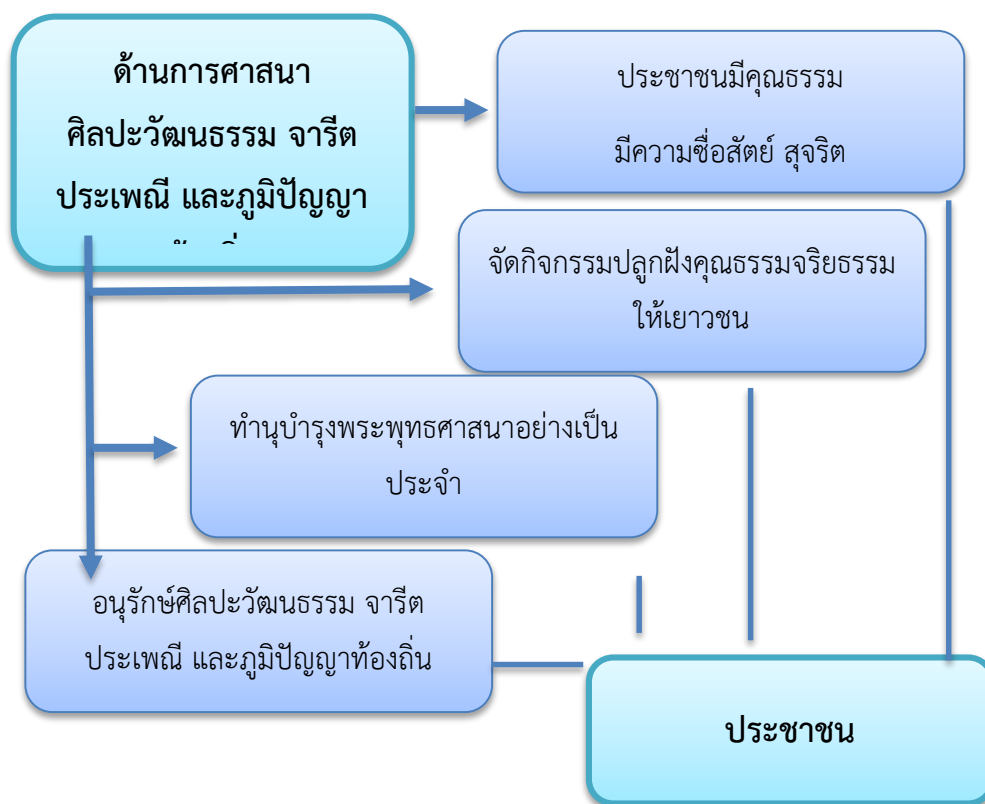 ด้านการศาสนา
ศิลปะวัฒนธรรม จารีต
ประเพณี และภูมิปัญญา
ประชาชนมีคุณธรรม
มีความซื่อสัตย์ สุจริต
จัดกิจกรรมปลูกฝังคุณธรรมจริยธรรม
ให้เยาวชน
ทำนุบำรุงพระพุทธศาสนาอย่างเป็น
ประจำ
อนุรักษ์ศิลปะวัฒนธรรม จารีต
ประเพณี และภูมิปัญญาท้องถิ่น
ประชาชน